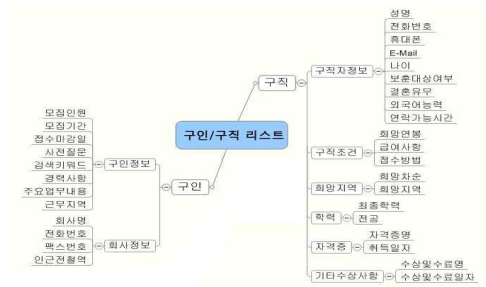 구인/구직 리스트
구직
구직자정보
성명
전화번호
휴대폰
E-Mail
나이
보훈대상여부
결혼유무
외국어능력
연락가능시간
구직조건
희망연봉
급여사항
접수방법
희망지역
희망차순
희망지역
학력
최종학력
전공
자격증
자격증명
취득일자
기타수상사항
수상및수료명
수상및수료일자
구인
구인정보
모집인원
모집기간
접수마감일
사전질문
검색키워드
경력사항
주요업부내용
근무지역
회사정보
회사명
전화번호
팩스번호
인근전철역